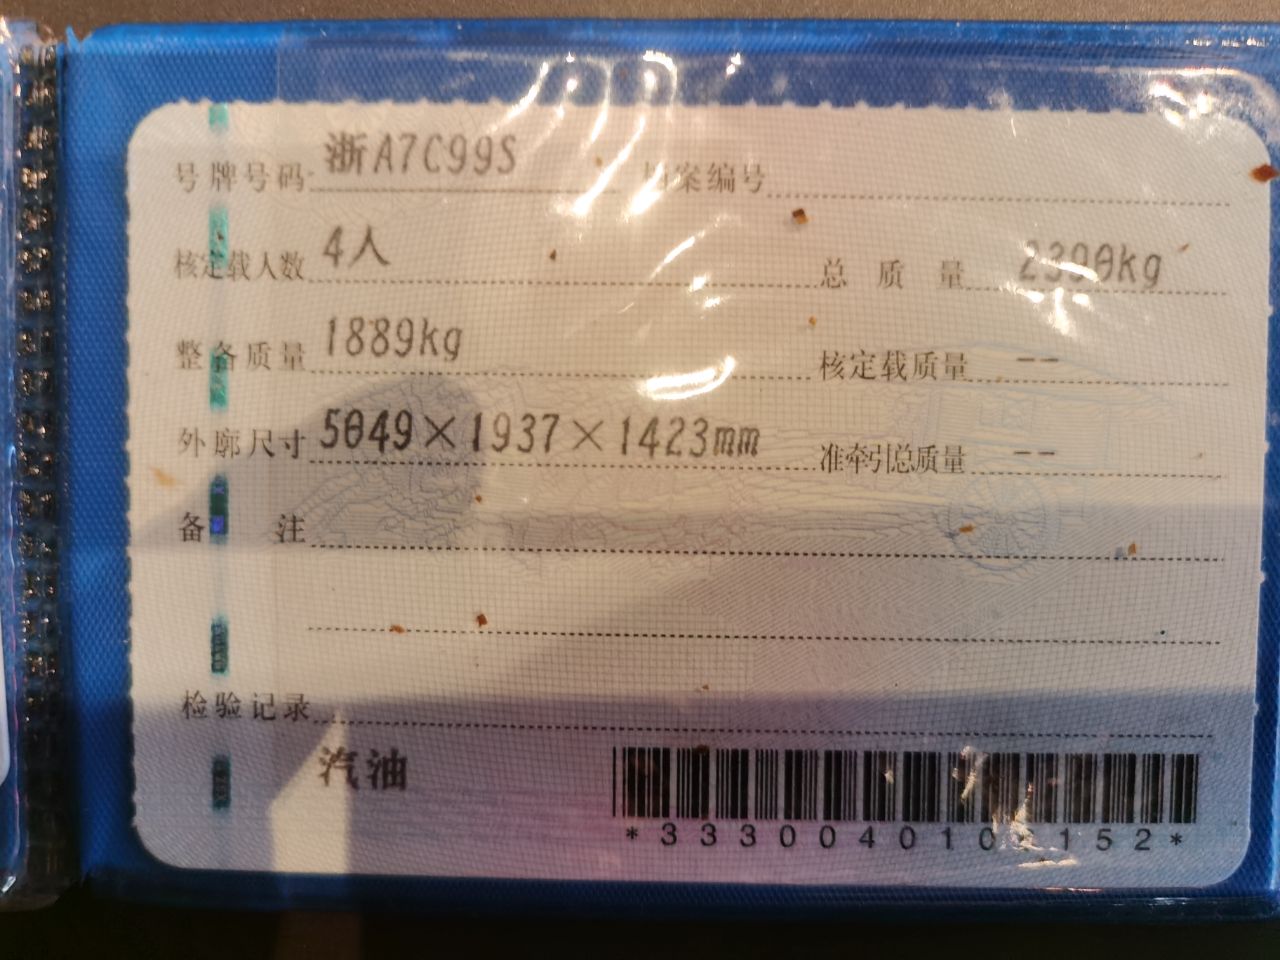 号牌号码 浙A7C99S 档案编号
核定载人数 4人 总质量 2390kg
整备质量 1889kg 核定载质量 --
外廓尺寸 5049×1937×1423mm 准牵引总质量 --
备注
检验记录
汽油